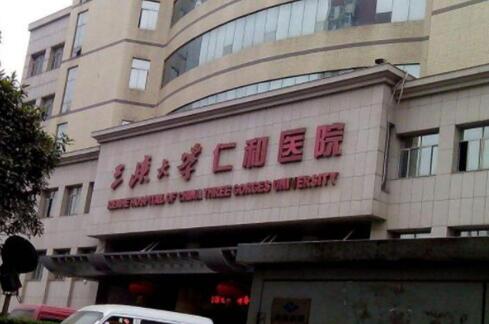 三峡大学仁和医院
RENHE HOSPITAL OF CHINA THREE GORGES UNIVERSITY